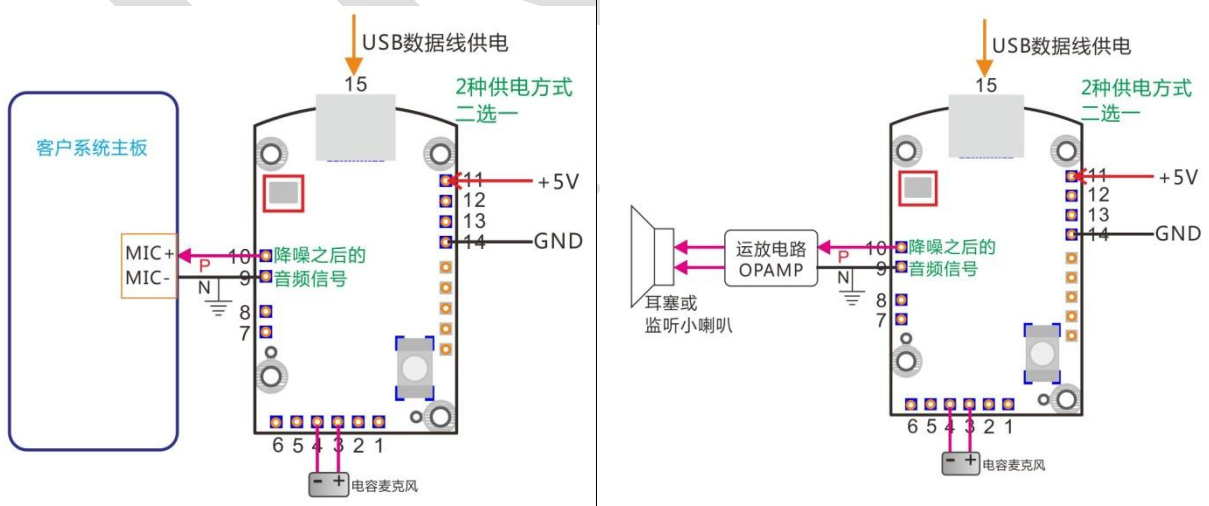 USB数据线供电
15
2种供电方式
二选一
客户系统主板
11
+5V
12
13
14
GND
MIC+
P
10
降噪之后的
MIC-
N
9
音频信号
8
7
6 5 4 3 2 1
- +
电容麦克风
USB数据线供电
15
2种供电方式
二选一
11
+5V
12
13
14
GND
运放电路
OPAMP
P
10
降噪之后的
N
9
音频信号
8
7
耳塞或
监听小喇叭
6 5 4 3 2 1
- +
电容麦克风